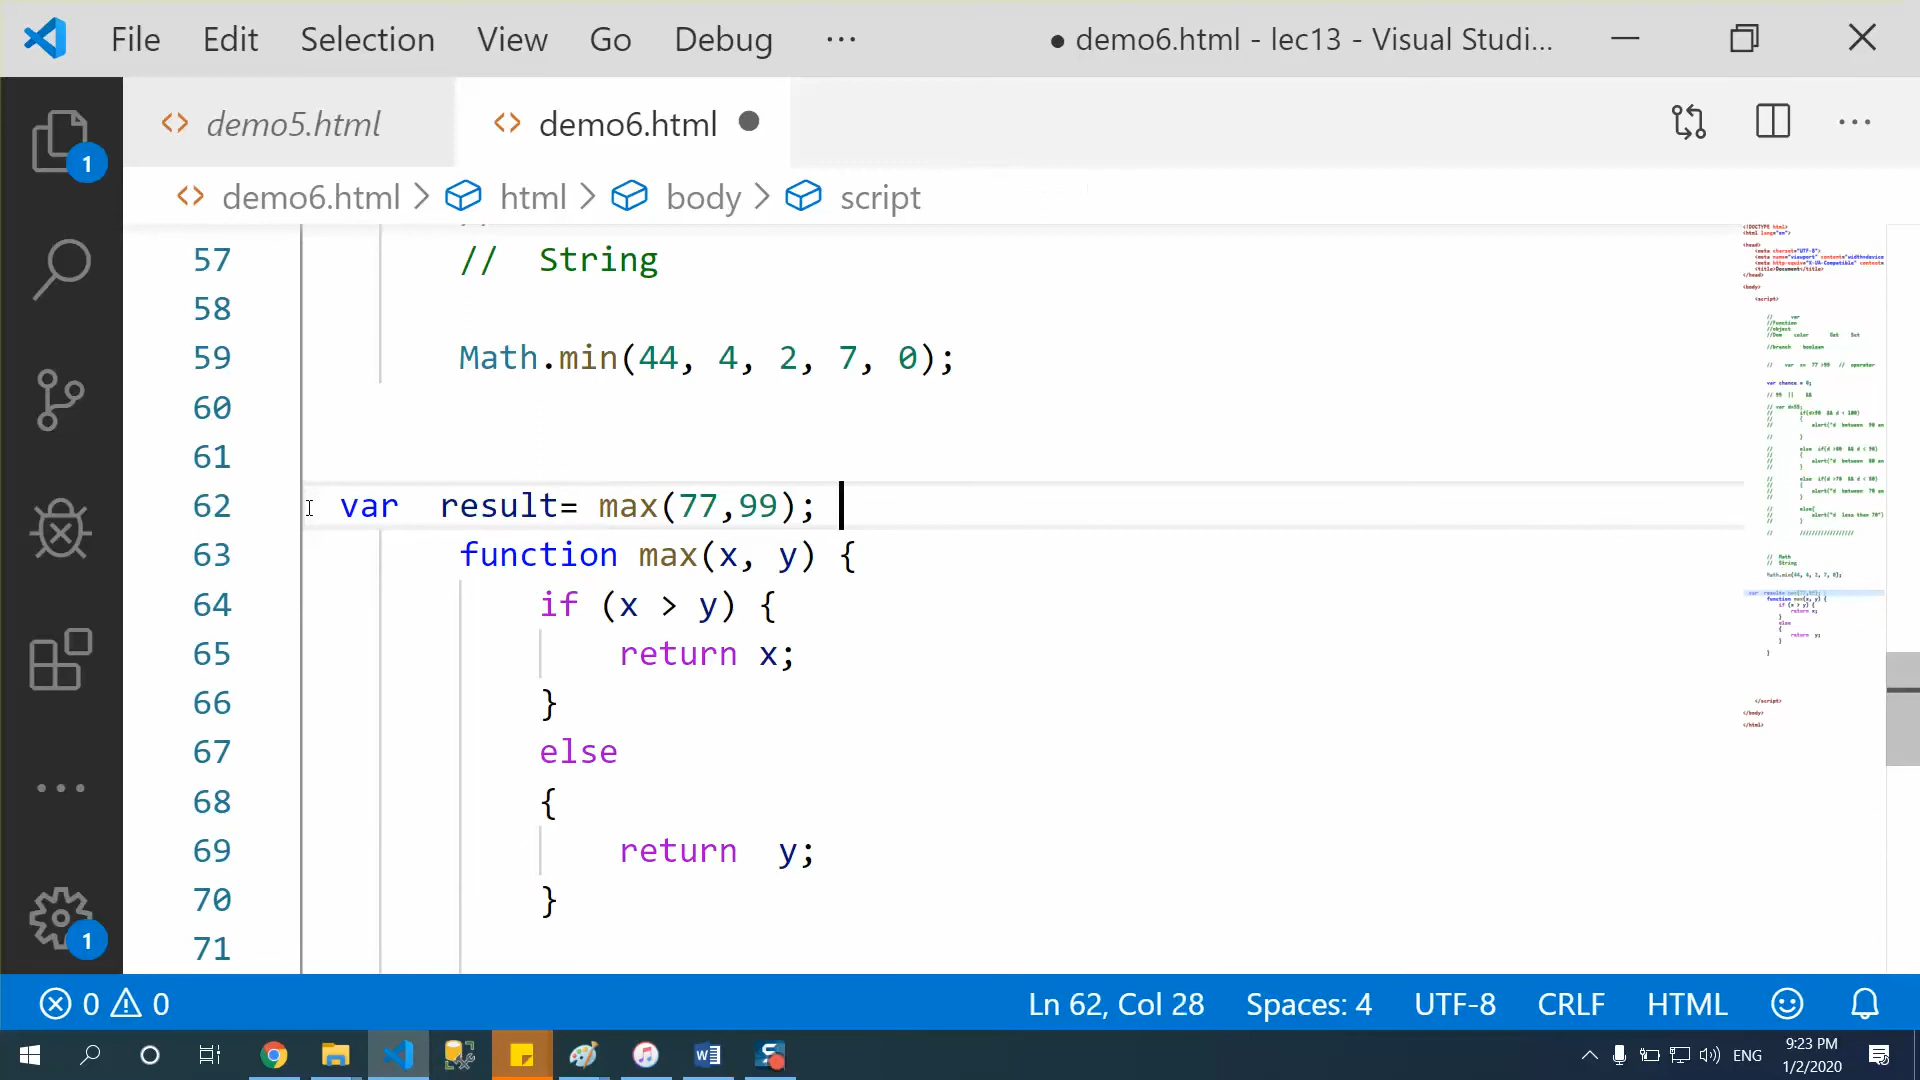 File Edit Selection View Go Debug ··· ● demo6.html - lec13 - Visual Studi...
demo5.html demo6.html
demo6.html > html > body > script
1
57 // String
58
59 Math.min(44, 4, 2, 7, 0);
60
61
62 var  result= max(77,99);
63 function max(x, y) {
64 if (x > y) {
65 return x;
66 }
67 else
68 {
69 return  y;
70 }
71
1
0 0 Ln 62, Col 28 Spaces: 4 UTF-8 CRLF HTML
ENG 9:23 PM
1/2/2020